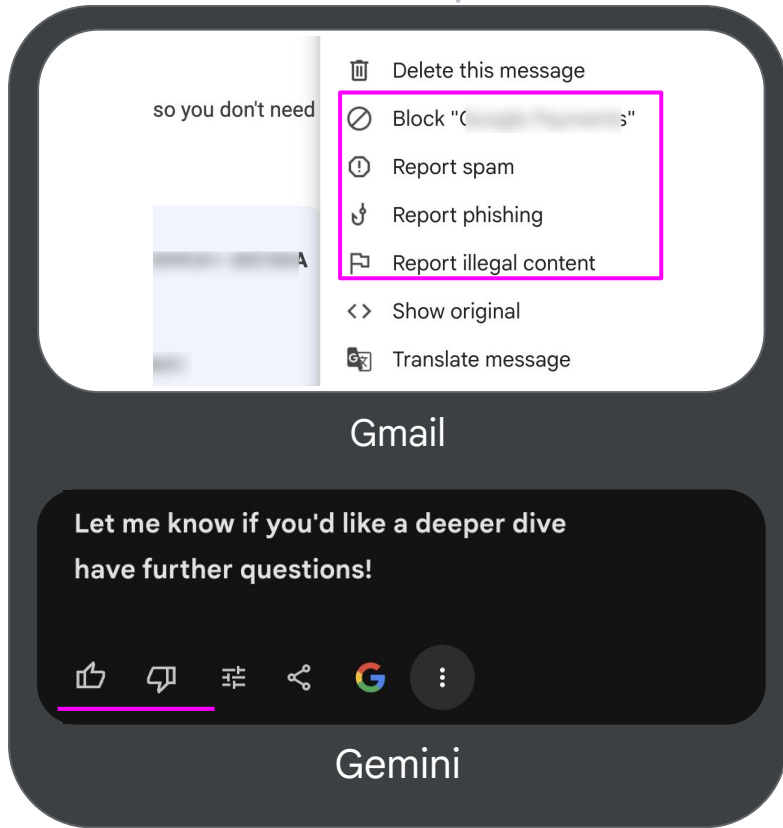 Delete this message
so you don't need
Block "
Report spam
Report phishing
A
Report illegal content
<> Show original
Translate message
Gmail
Let me know if you'd like a deeper dive
have further questions!
Gemini